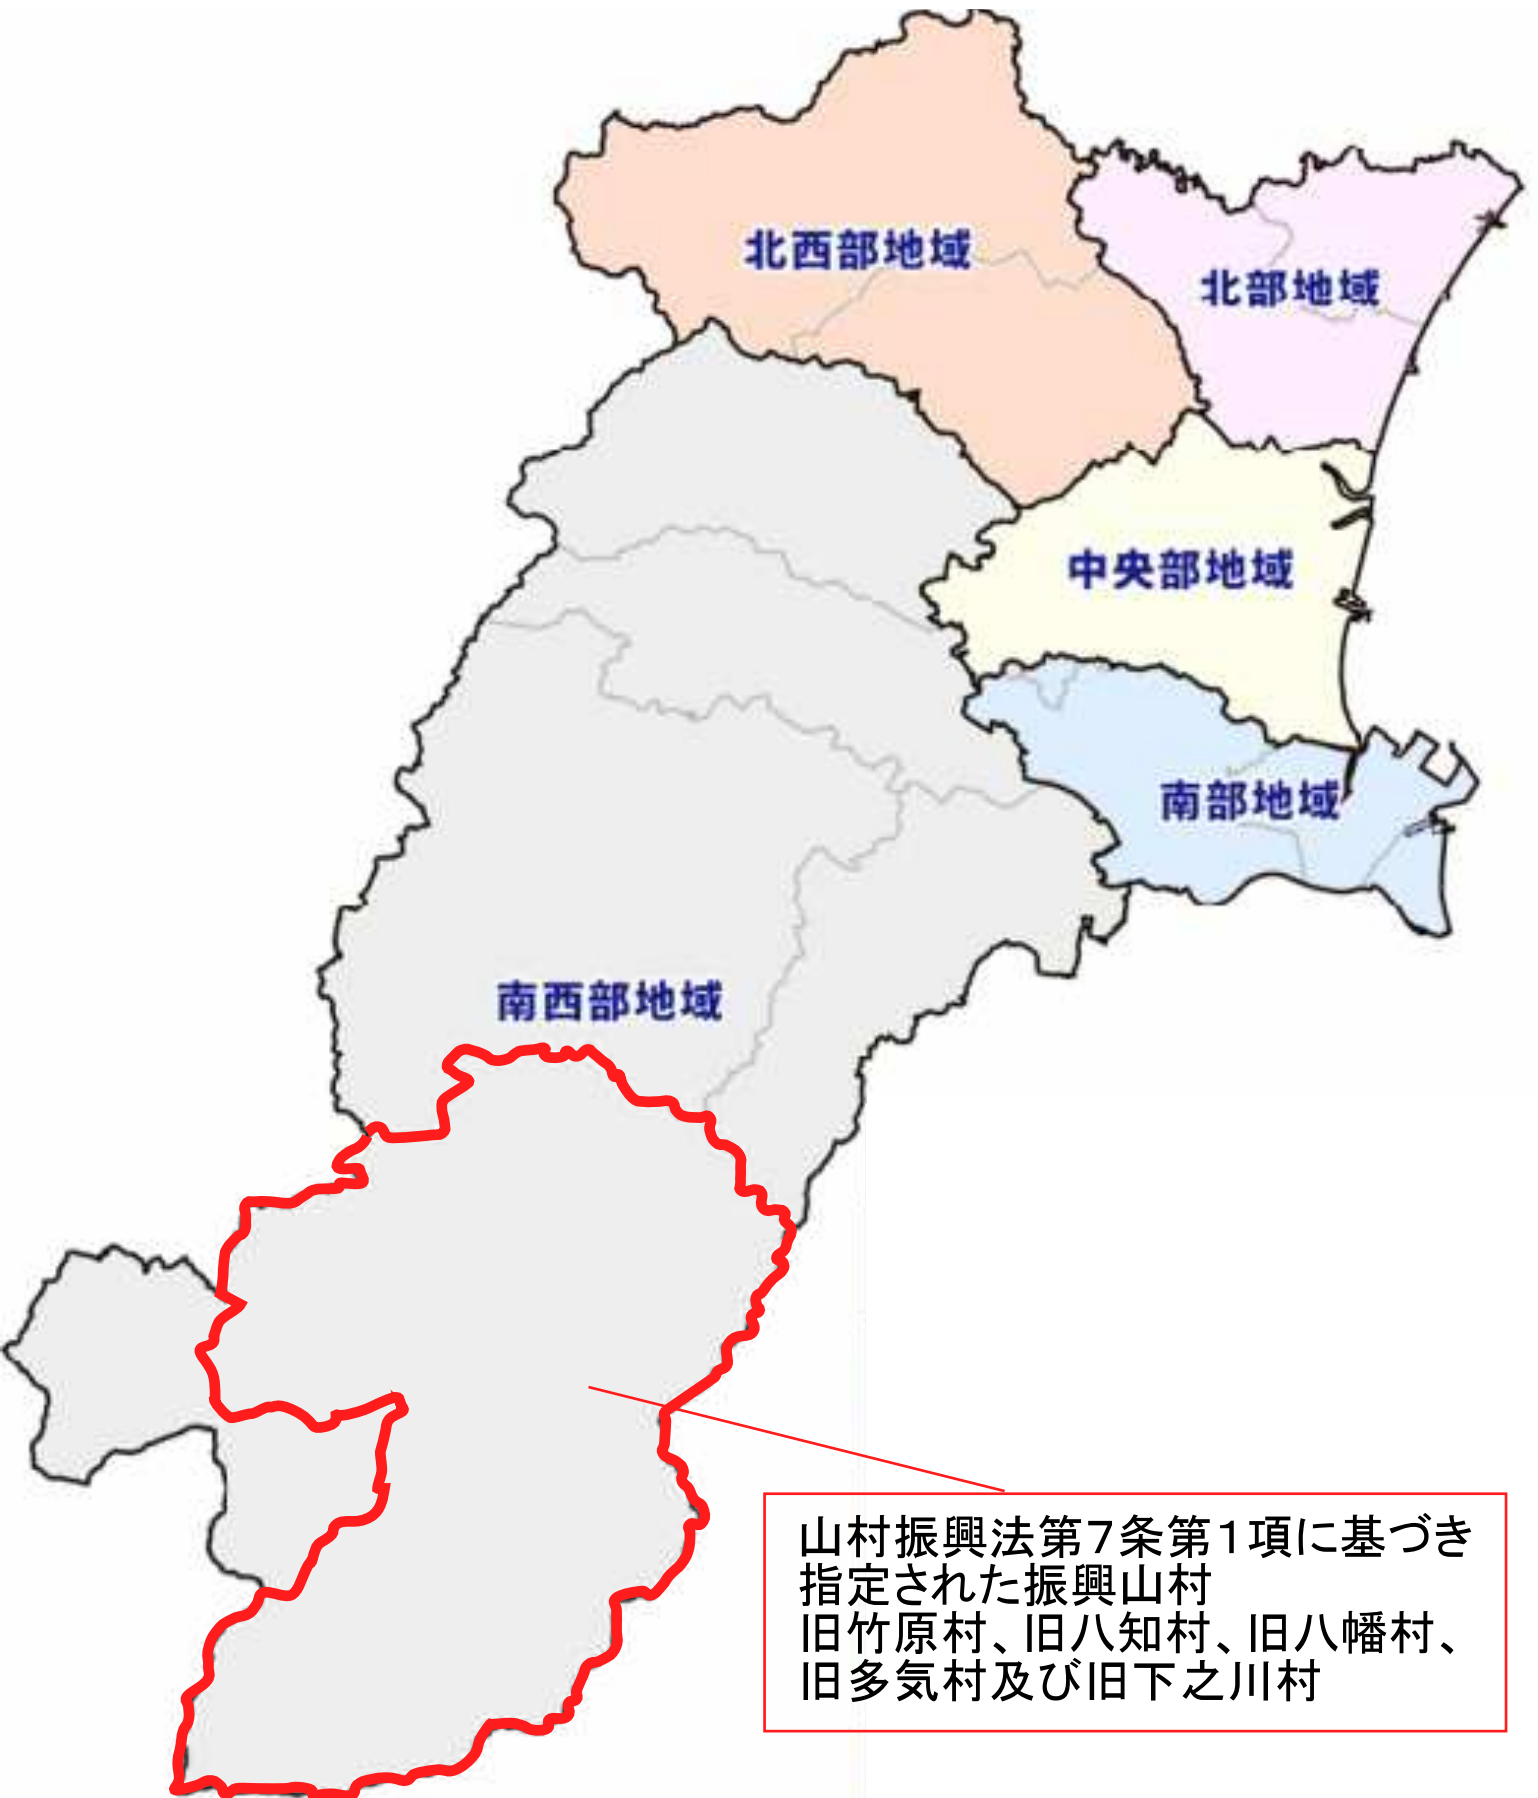 北西部地域
北部地域
中央部地域
南部地域
南西部地域
山村振興法第７条第１項に基づき
指定された振興山村
旧竹原村、旧八知村、旧八幡村、
旧多気村及び旧下之川村